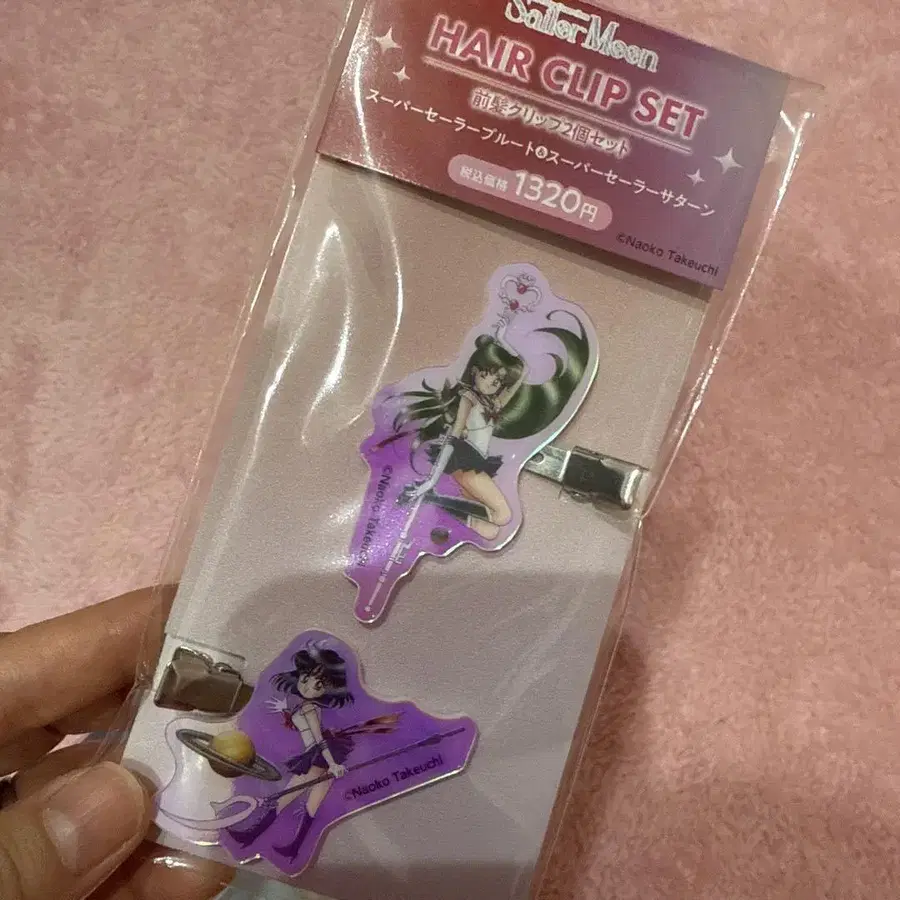 Sailor Moon
HAIR CLIP SET
前髪クリップ2個セット
スーパーセーラープルート&スーパーセーラーサターン
税込価格 1320円
©Naoko Takeuchi
©Naoko Takeuchi
©Naoko Takeuchi